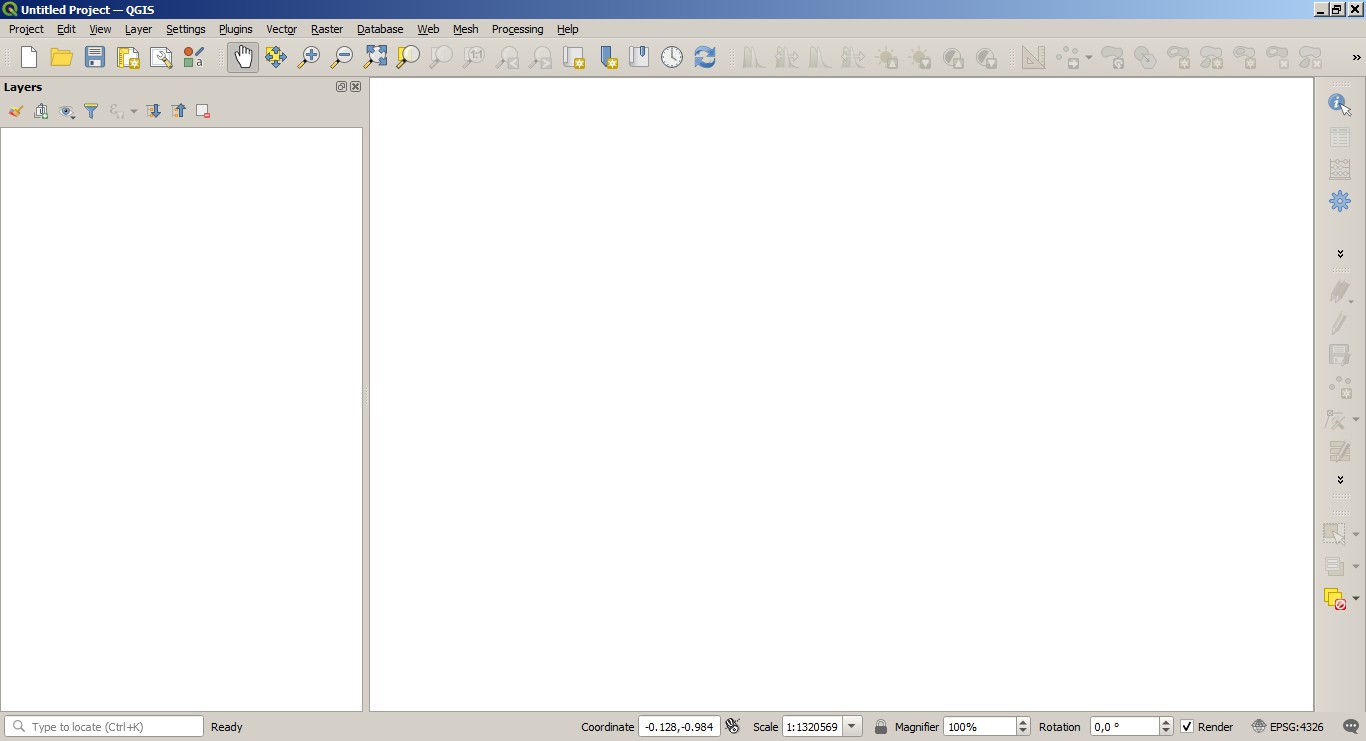 Untitled Project — QGIS
Project Edit View Layer Settings Plugins Vector Raster Database Web Mesh Processing Help
a 1:1 »
Layers
ε
Type to locate (Ctrl+K) Ready Coordinate -0.128,-0.984 Scale 1:1320569 Magnifier 100% Rotation 0,0 ° Render EPSG:4326